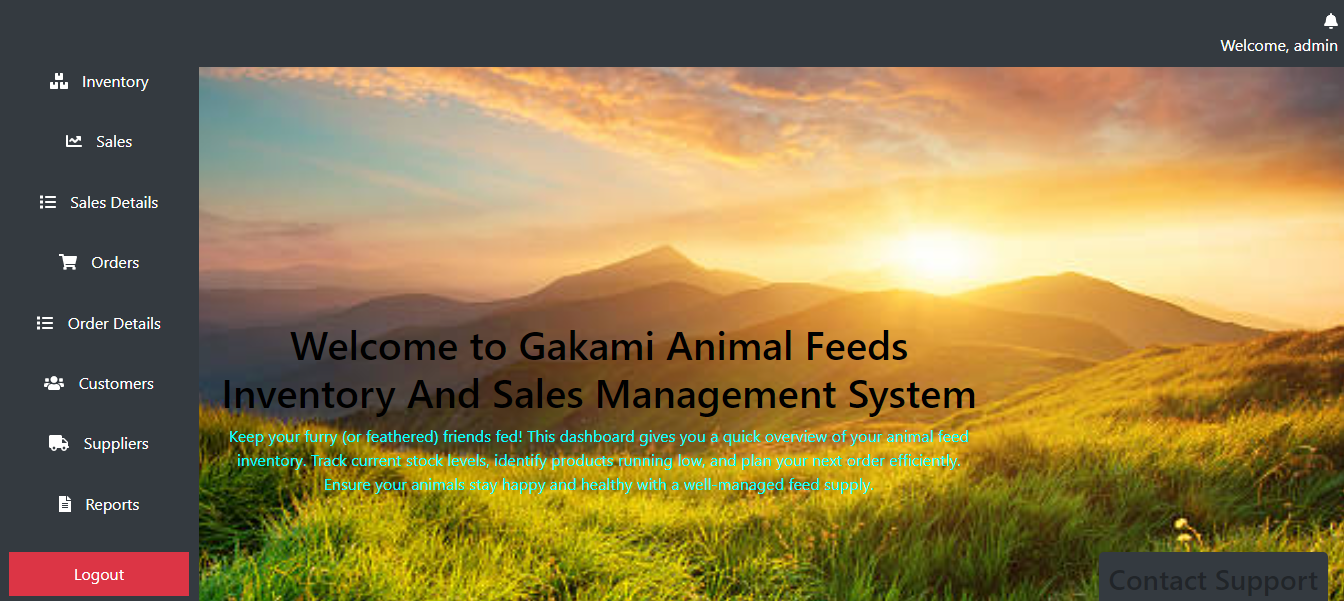 Welcome, admin
Inventory
Sales
Sales Details
Orders
Order Details
Customers
Suppliers
Reports
Logout
Welcome to Gakami Animal Feeds
Inventory And Sales Management System
Keep your furry (or feathered) friends fed! This dashboard gives you a quick overview of your animal feed
inventory. Track current stock levels, identify products running low, and plan your next order efficiently.
Ensure your animals stay happy and healthy with a well-managed feed supply.
Contact Support